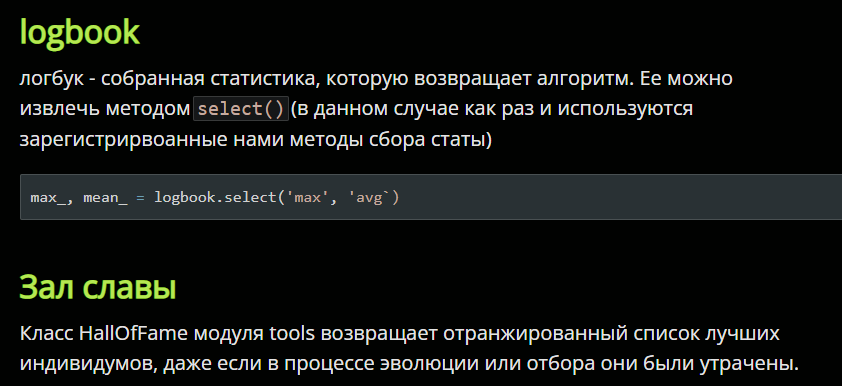 logbook
логбук - собранная статистика, которую возвращает алгоритм. Ее можно
извлечь методом select() (в данном случае как раз и используются
зарегистрирвоанные нами методы сбора статы)
max_, mean_ = logbook.select('max', 'avg`)
Зал славы
Класс HallOfFame модуля tools возвращает отранжированный список лучших
индивидумов, даже если в процессе эволюции или отбора они были утрачены.